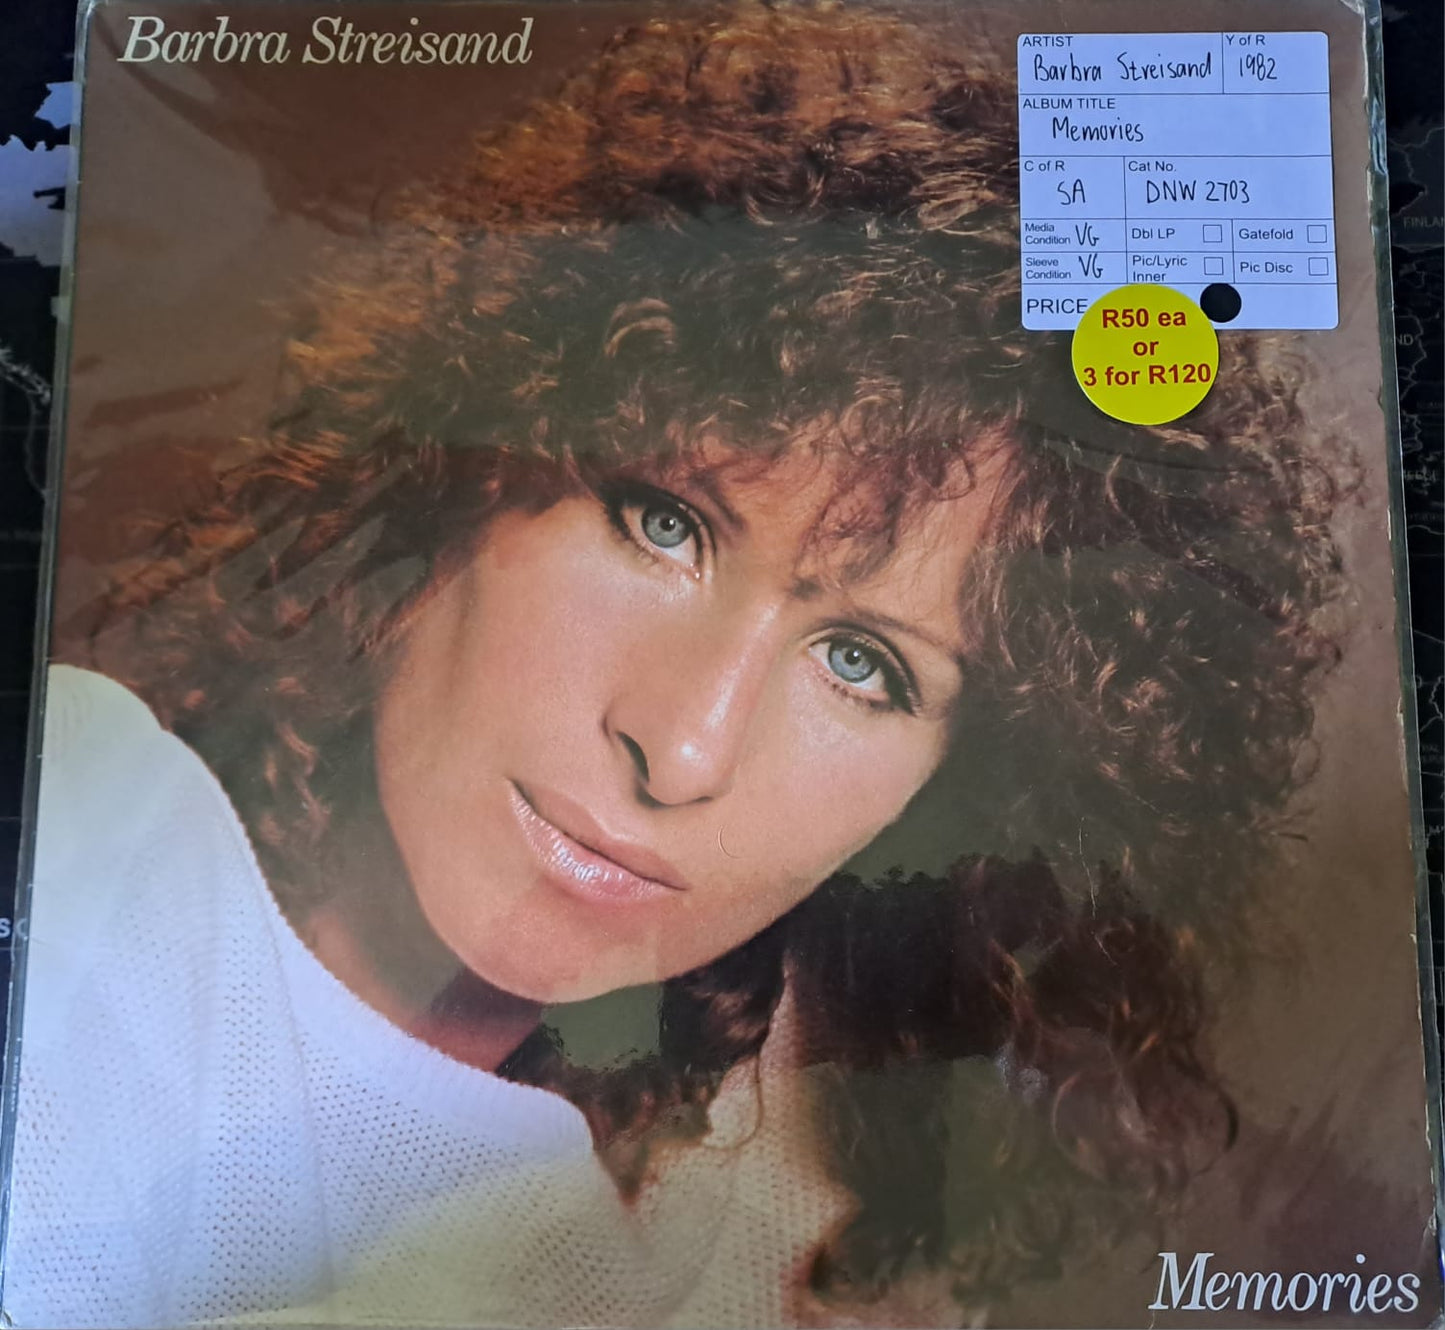 Barbra Streisand
ARTIST
Barbra Streisand
Y of R
1982
ALBUM TITLE
Memories
C of R
SA
Cat No.
DNW 2703
Media
Condition VG
Dbl LP
Gatefold
Sleeve
Condition VG
Pic/Lyric
Inner
Pic Disc
PRICE
R50 ea
or
3 for R120
Memories